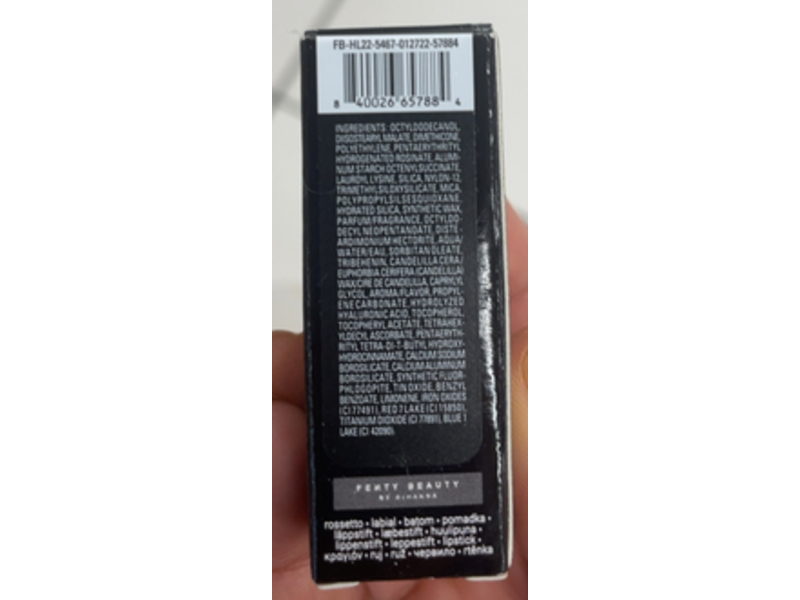 FB-HL22-5467-012722-57884
8 40026 65788 4
INGREDIENTS: OCTYLDODECANOL,
DIISOSTEARYL MALATE, DIMETHICONE,
POLYETHYLENE, PENTAERYTHRITYL
HYDROGENATED ROSINATE, ALUMI-
NUM STARCH OCTENYLSUCCINATE,
LAUROYL LYSINE, SILICA, NYLON-12,
TRIMETHYLSILOXYSILICATE, MICA,
POLYPROPYLSILSESQUIOXANE,
HYDRATED SILICA, SYNTHETIC WAX,
PARFUM/FRAGRANCE, OCTYLDO-
DECYL NEOPENTANOATE, DISTE-
ARDIMONIUM HECTORITE, AQUA/
WATER/EAU, SORBITAN OLEATE,
TRIBEHENIN, CANDELILLA CERA/
EUPHORBIA CERIFERA (CANDELILLA)
WAX/CIRE DE CANDELILLA, CAPRYLYL
GLYCOL, AROMA/FLAVOR, PROPYL-
ENE CARBONATE, HYDROLYZED
HYALURONIC ACID, TOCOPHEROL,
TOCOPHERYL ACETATE, TETRAHEX-
YLDECYL ASCORBATE, PENTAERYTH-
RITYL TETRA-DI-T-BUTYL HYDROXY-
HYDROCINNAMATE, CALCIUM SODIUM
BOROSILICATE, CALCIUM ALUMINUM
BOROSILICATE, SYNTHETIC FLUOR-
PHLOGOPITE, TIN OXIDE, BENZYL
BENZOATE, LIMONENE, IRON OXIDES
(CI 77491), RED 7 LAKE (CI 15850),
TITANIUM DIOXIDE (CI 77891), BLUE 1
LAKE (CI 42090).
FENTY BEAUTY
BY RIHANNA
rossetto • labial • batom • pomadka •
läppstift • læbestift • huulipuna •
lippenstift • leppestift • lipstick •
κραγιόν • ruj • ruž • червило • rtěnka